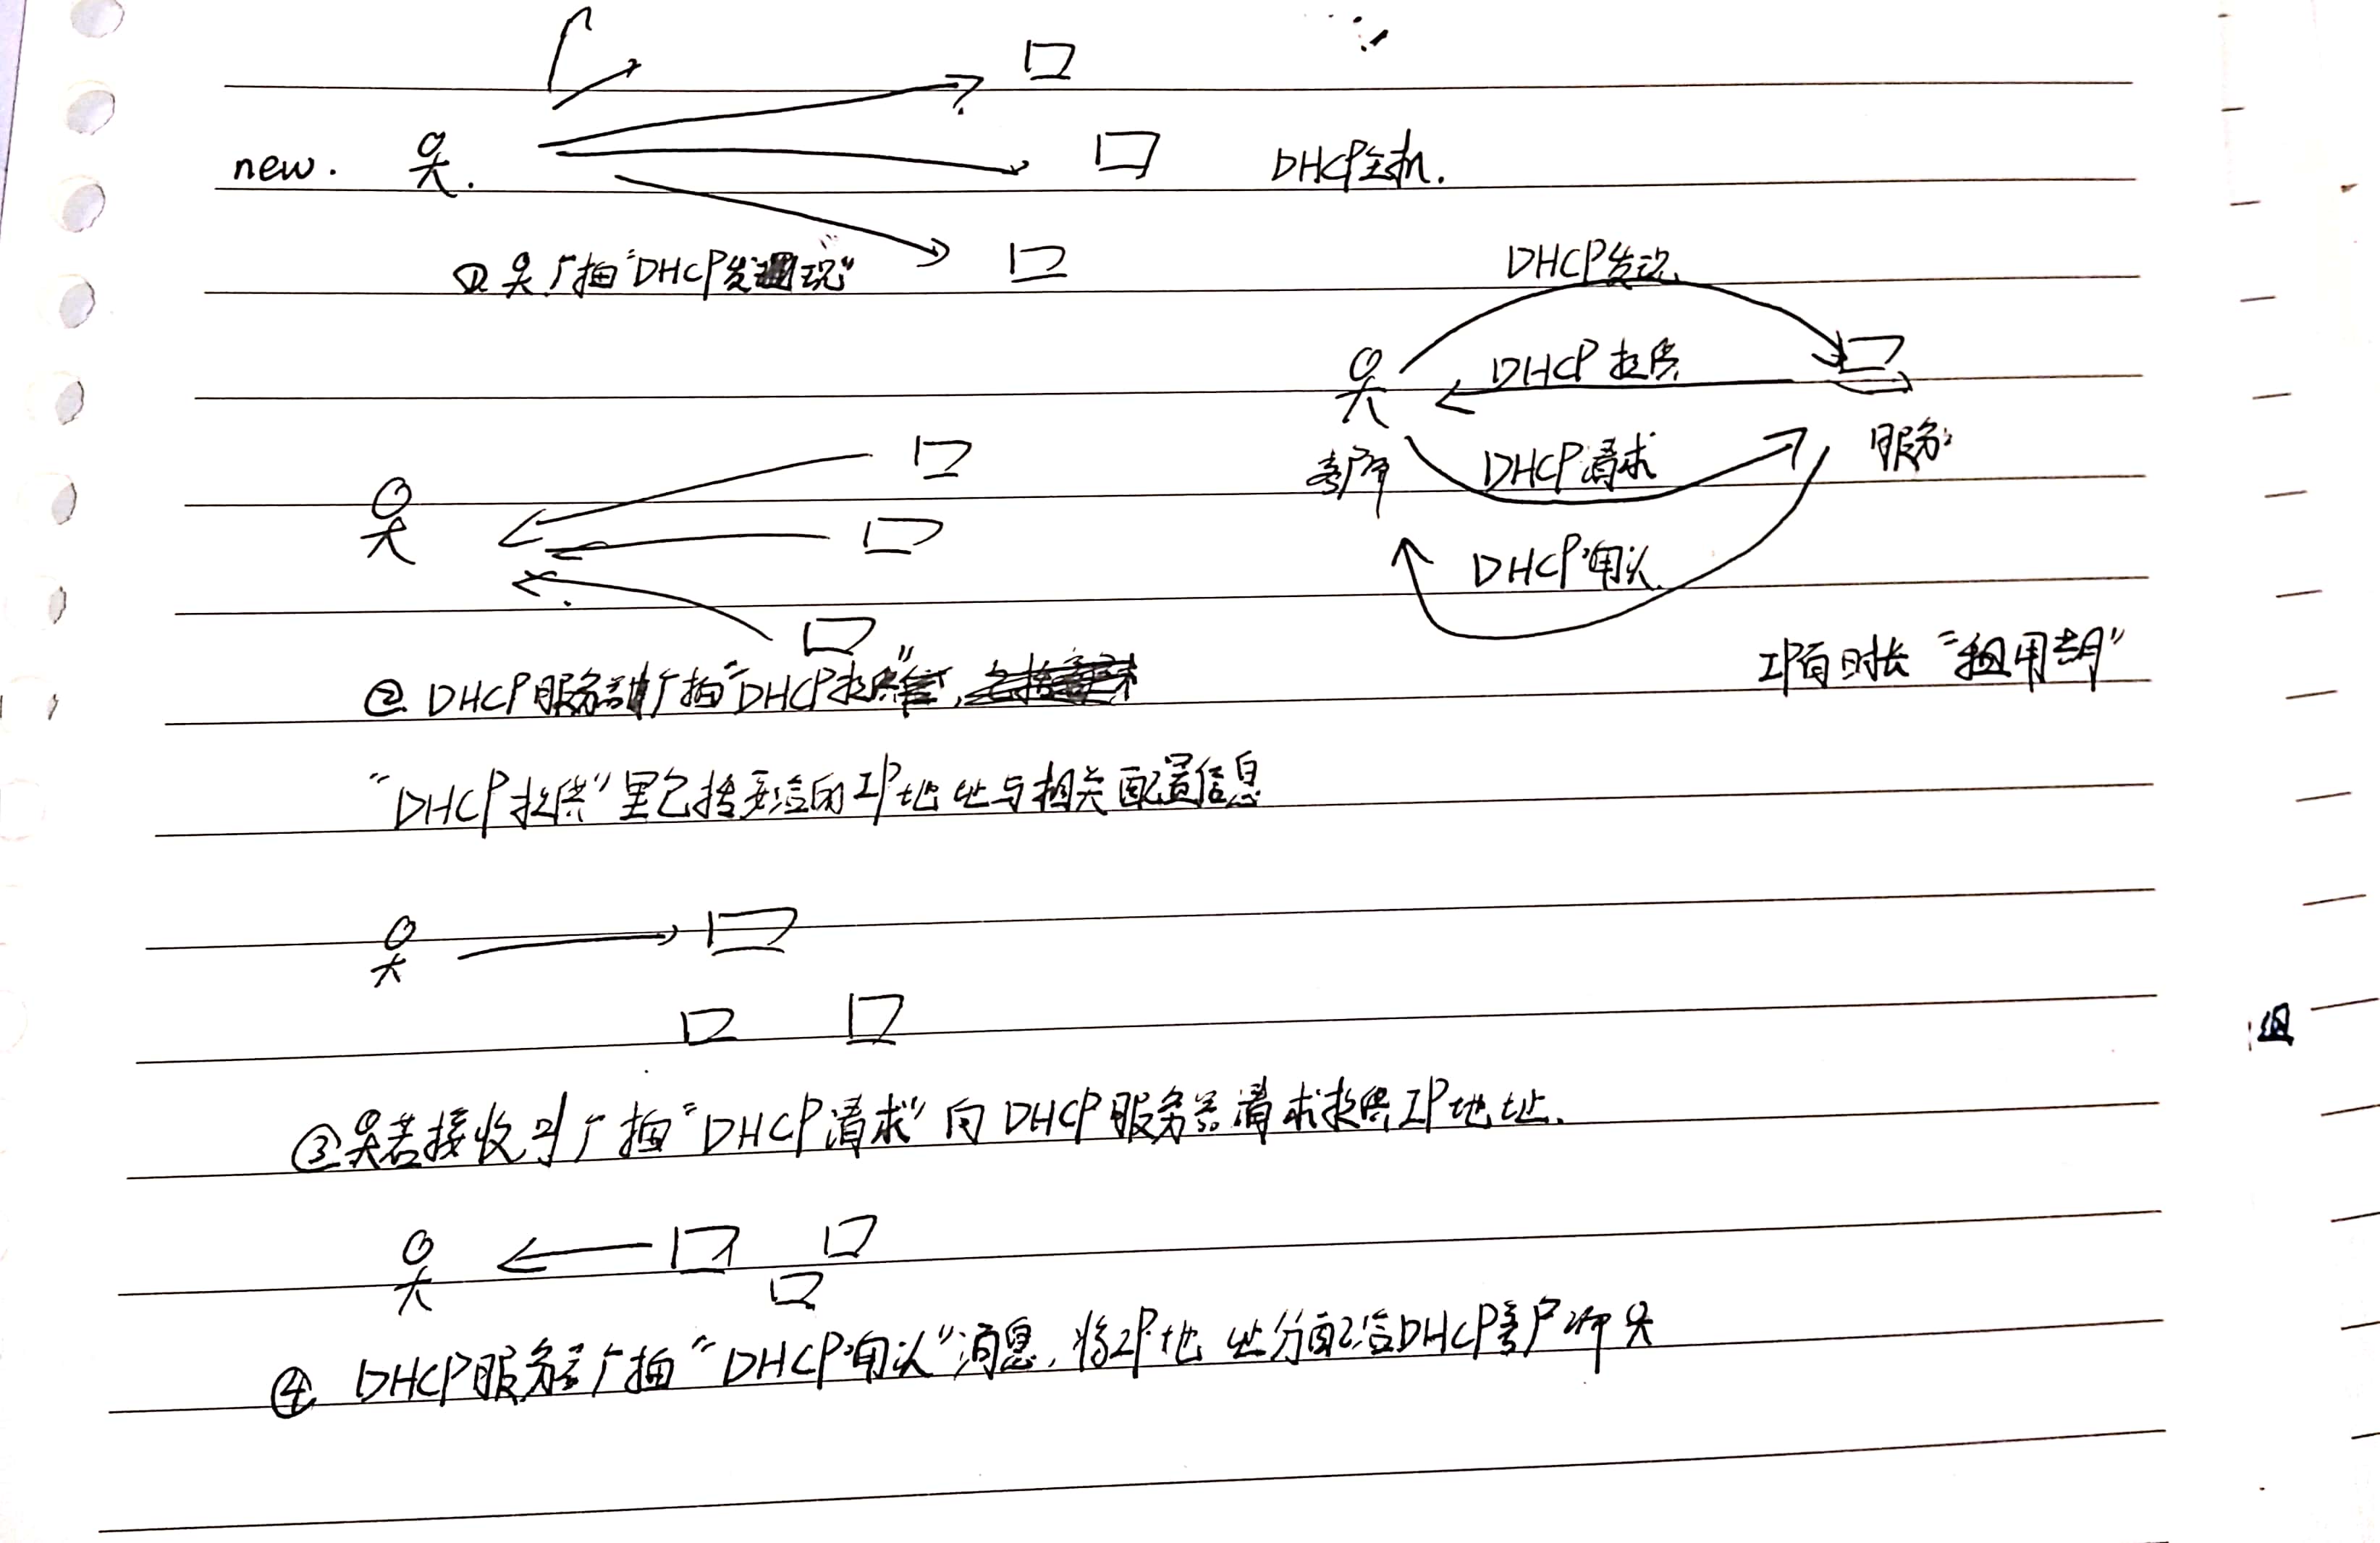 new.
DHCP主机.
① 广播“DHCP发现”
DHCP发现
DHCP提供
客户
DHCP请求
服务
DHCP确认
IP有时长 “租用期”
② DHCP服务器广播“DHCP提供”
“DHCP提供”里包括要给的IP地址与相关配置信息
组
③ 若接收到广播“DHCP请求”向DHCP服务器请求提供IP地址.
④ DHCP服务器广播“DHCP确认”消息,将IP地址分配给DHCP客户